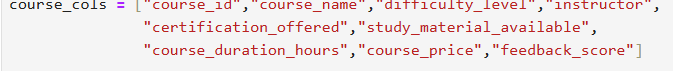 course_cols = ["course_id","course_name","difficulty_level","instructor",
"certification_offered","study_material_available",
"course_duration_hours","course_price","feedback_score"]